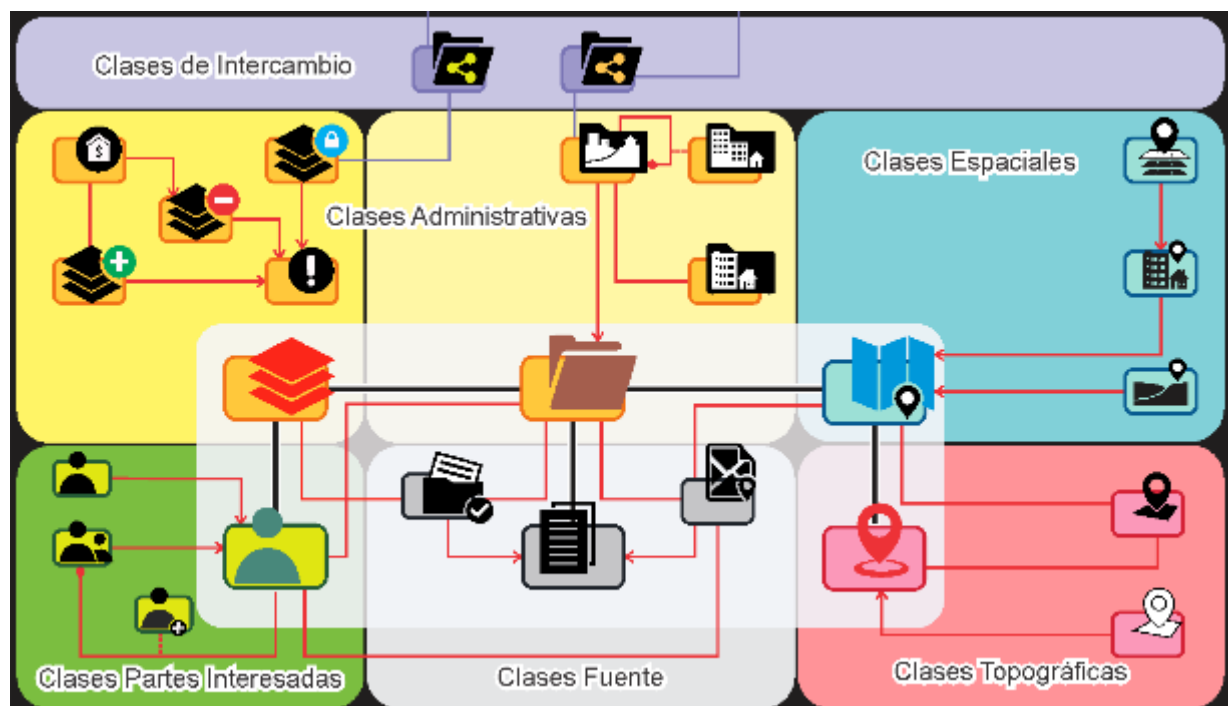 Clases de Intercambio
Clases Espaciales
Clases Administrativas
Clases Partes Interesadas
Clases Fuente
Clases Topográficas